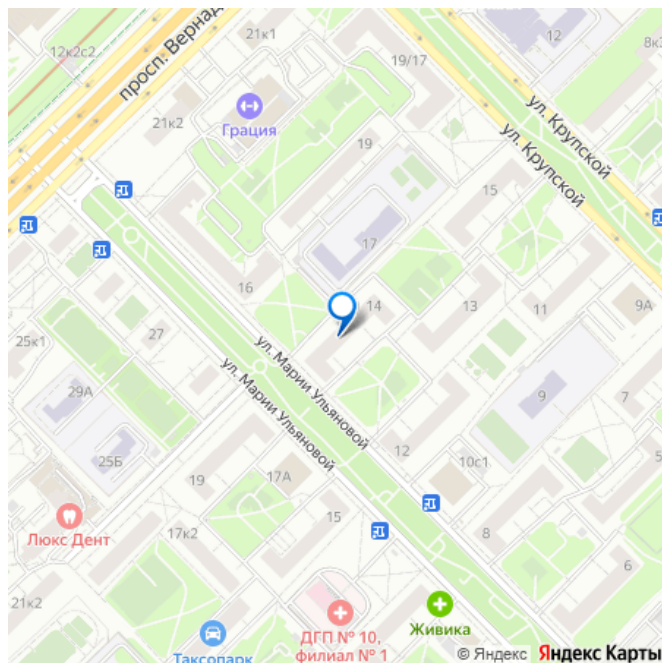 12к2с2
просп. Вернад
21к1
12
8к2
19/17
ул. Крупской
Грация
21к2
19
ул. Крупской
15
17
16
14
13
11
9А
25к1
27
ул. Марии Ульяновой
29А
ул. Марии Ульяновой
9
7
25Б
12
10с1
5
19
17А
Люкс Дент
15
17к2
8
6
21к2
ДГП № 10,
филиал № 1
Живика
Таксопарк
© Яндекс Яндекс Карты